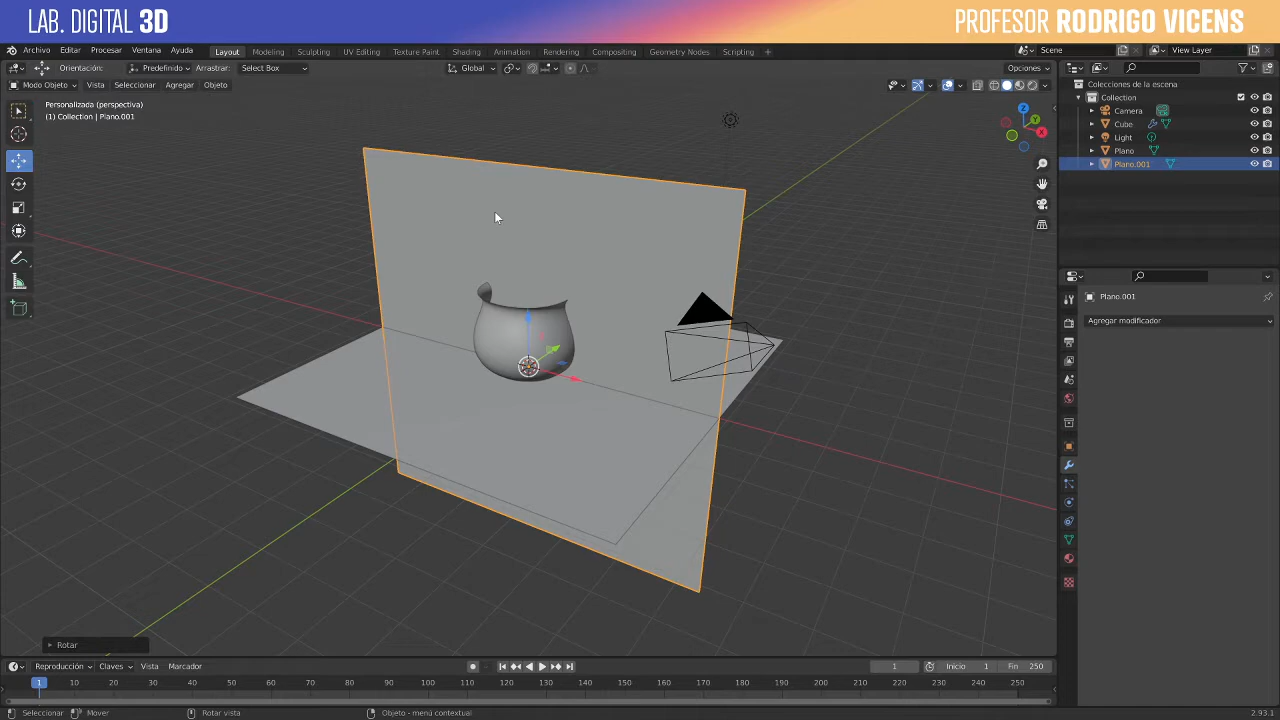 LAB. DIGITAL 3D
PROFESOR RODRIGO VICENS
Archivo Editar Procesar Ventana Ayuda
Layout Modeling Sculpting UV Editing Texture Paint Shading Animation Rendering Compositing Geometry Nodes Scripting +
Scene View Layer
Orientación: Predefinido Arrastrar: Select Box Global Opciones
Modo Objeto Vista Seleccionar Agregar Objeto
Personalizada (perspectiva)
(1) Collection | Plano.001
Z
Y
X
Colecciones de la escena
Collection
Camera
Cube
Light
Plano
Plano.001
Plano.001
Agregar modificador
Rotar
Reproducción Claves Vista Marcador 1 Inicio 1 Fin 250
1 10 20 30 40 50 60 70 80 90 100 110 120 130 140 150 160 170 180 190 200 210 220 230 240 250
Seleccionar Mover Rotar vista Objeto - menú contextual 2.93.1